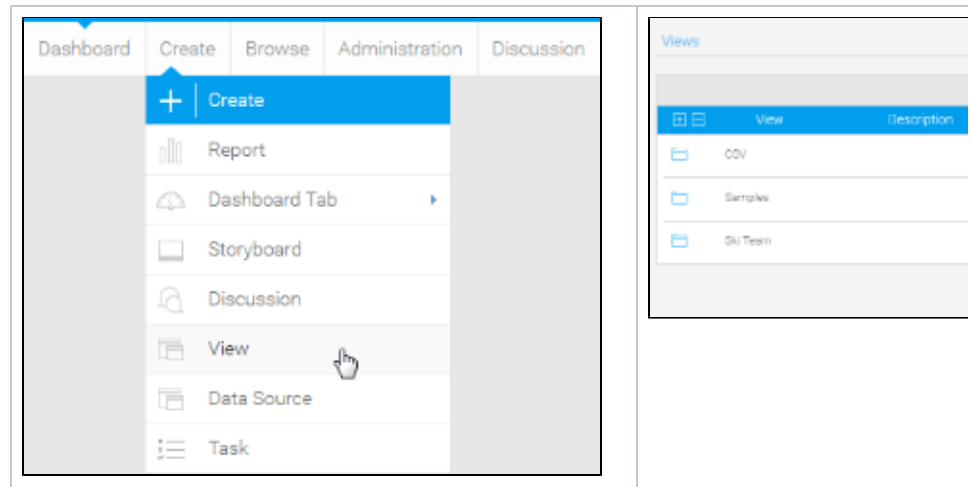 Dashboard Create Browse Administration Discussion
Create
Report
Dashboard Tab
Storyboard
Discussion
View
Data Source
Task
Views
View Description
CSV
Samples
Ski Team